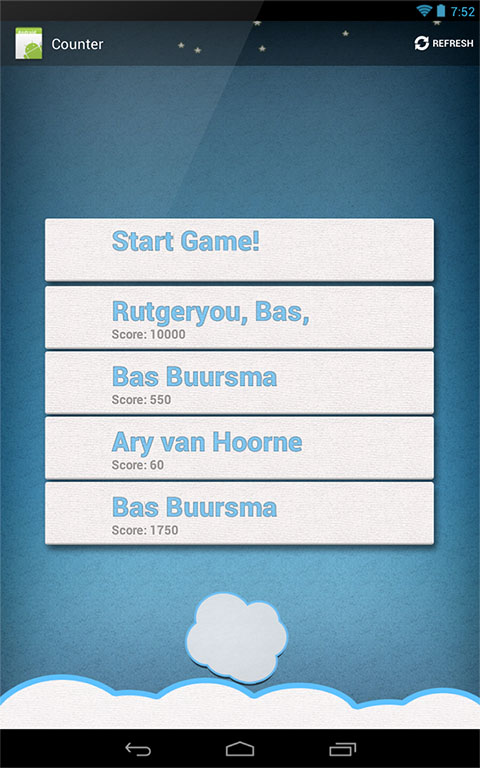 7:52
Counter
REFRESH
Start Game!
Rutgeryou, Bas,
Score: 10000
Bas Buursma
Score: 550
Ary van Hoorne
Score: 60
Bas Buursma
Score: 1750